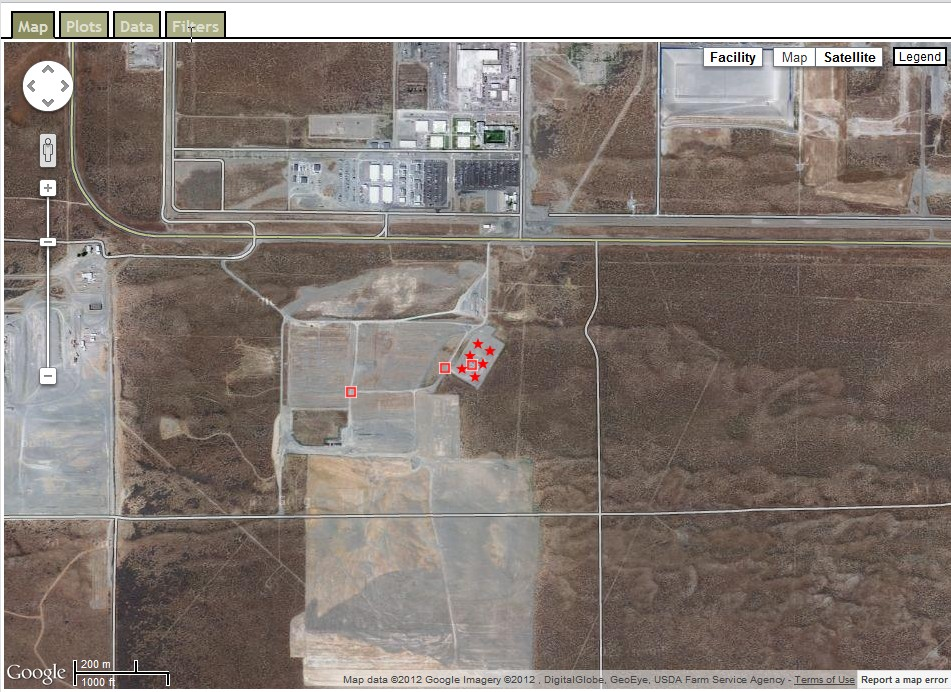 Map Plots Data Filters
Facility Map Satellite Legend
Google
200 m
1000 ft
Map data ©2012 Google Imagery ©2012 , DigitalGlobe, GeoEye, USDA Farm Service Agency - Terms of Use Report a map error